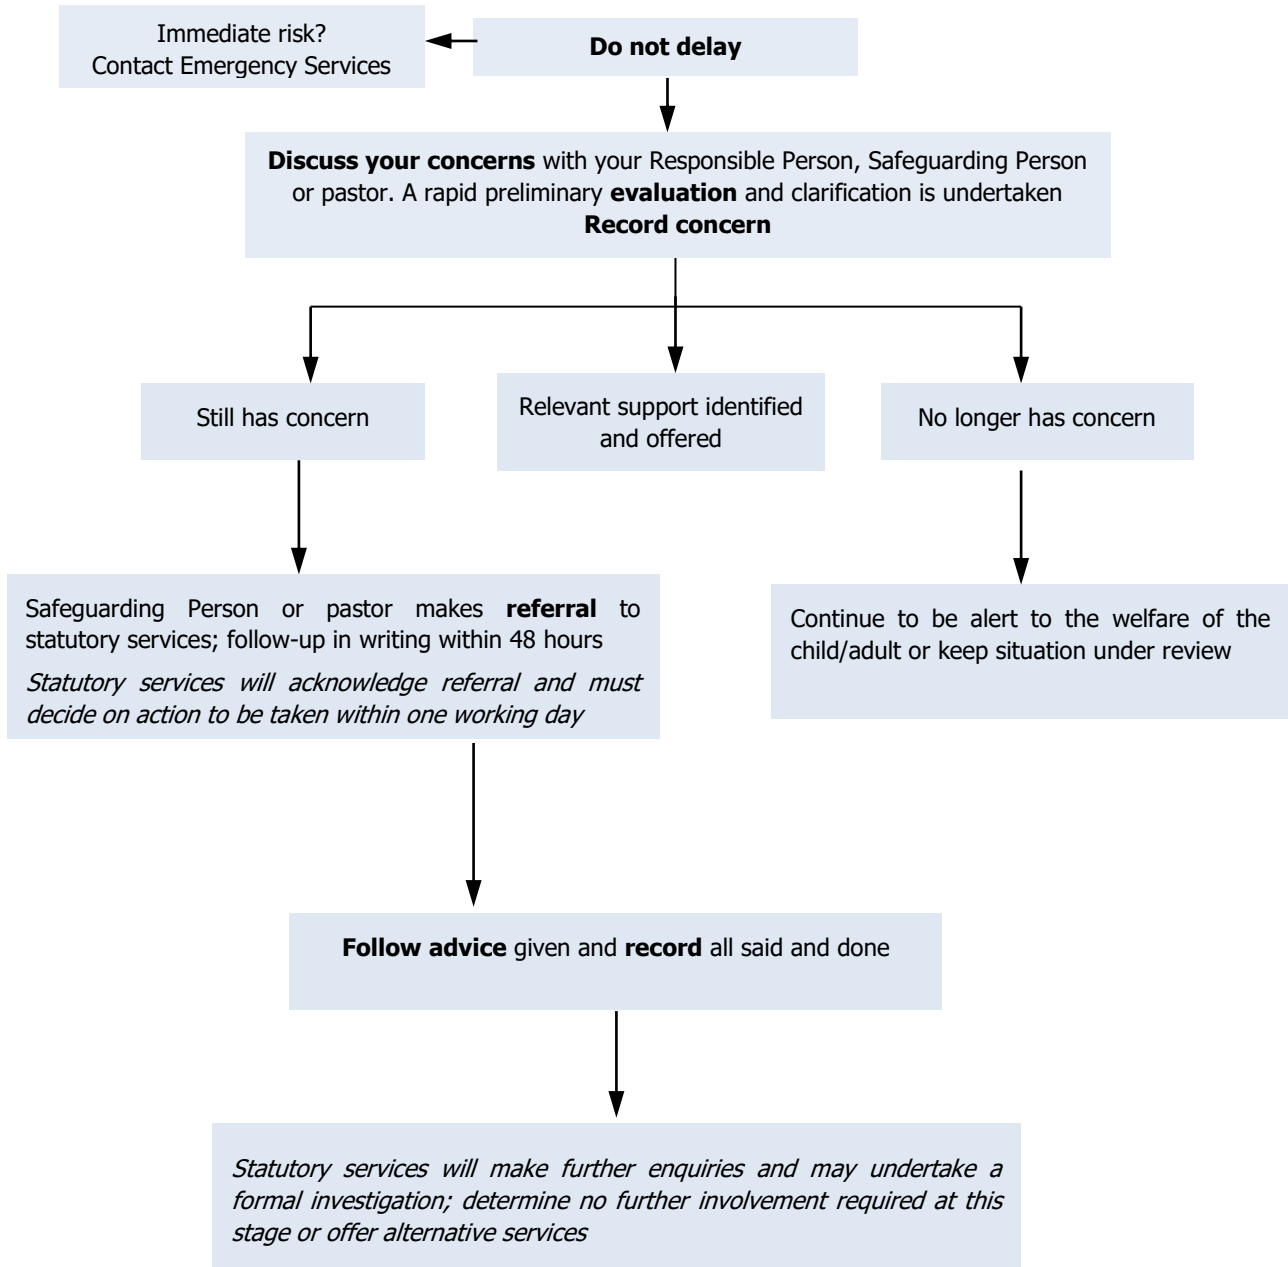 Immediate risk?
Contact Emergency Services
Do not delay
Discuss your concerns with your Responsible Person, Safeguarding Person
or pastor. A rapid preliminary evaluation and clarification is undertaken
Record concern
Still has concern
Relevant support identified
and offered
No longer has concern
Safeguarding Person or pastor makes referral to
statutory services; follow-up in writing within 48 hours
Statutory services will acknowledge referral and must
decide on action to be taken within one working day
Continue to be alert to the welfare of the
child/adult or keep situation under review
Follow advice given and record all said and done
Statutory services will make further enquiries and may undertake a
formal investigation; determine no further involvement required at this
stage or offer alternative services